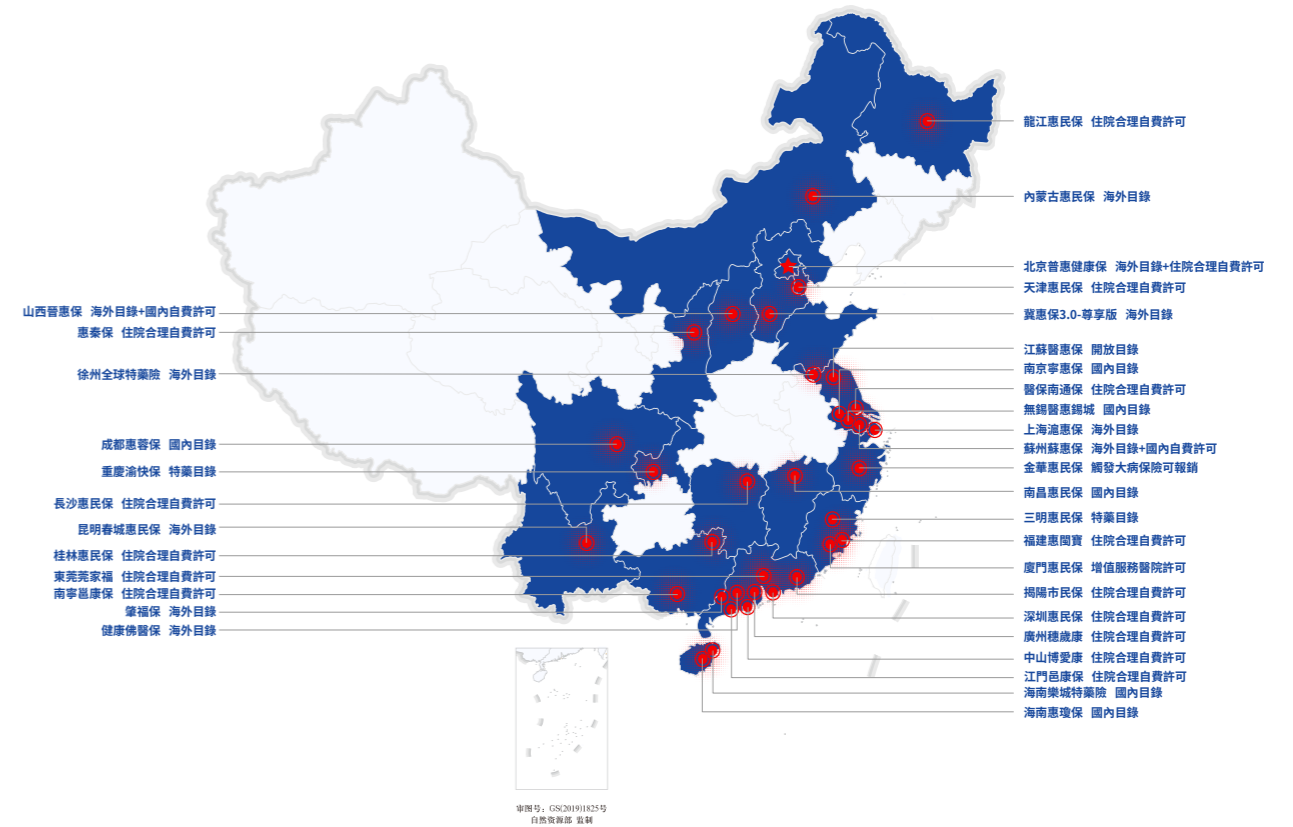 山西晉惠保 海外目錄+國內自費許可
惠秦保 住院合理自費許可
徐州全球特藥險 海外目錄
成都惠蓉保 國內目錄
重慶渝快保 特藥目錄
長沙惠民保 住院合理自費許可
昆明春城惠民保 海外目錄
桂林惠民保 住院合理自費許可
東莞莞家福 住院合理自費許可
南寧邕康保 住院合理自費許可
肇福保 海外目錄
健康佛醫保 海外目錄
龍江惠民保 住院合理自費許可
內蒙古惠民保 海外目錄
北京普惠健康保 海外目錄+住院合理自費許可
天津惠民保 住院合理自費許可
冀惠保3.0-尊享版 海外目錄
江蘇醫惠保 開放目錄
南京寧惠保 國內目錄
醫保南通保 住院合理自費許可
無錫醫惠錫城 國內目錄
上海滬惠保 海外目錄
蘇州蘇惠保 海外目錄+國內自費許可
金華惠民保 觸發大病保險可報銷
南昌惠民保 國內目錄
三明惠民保 特藥目錄
福建惠閩寶 住院合理自費許可
廈門惠民保 增值服務醫院許可
揭陽市民保 住院合理自費許可
深圳惠民保 住院合理自費許可
廣州穗歲康 住院合理自費許可
中山博愛康 住院合理自費許可
江門邑康保 住院合理自費許可
海南樂城特藥險 國內目錄
海南惠瓊保 國內目錄
审图号：GS(2019)1825号
自然资源部 监制